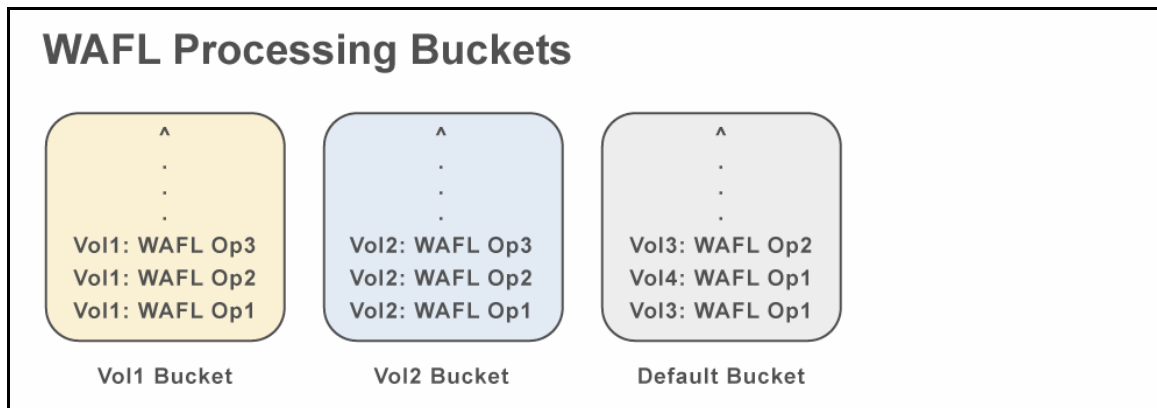 WAFL Processing Buckets
^
.
.
.
Vol1: WAFL Op3
Vol1: WAFL Op2
Vol1: WAFL Op1
Vol1 Bucket
^
.
.
.
Vol2: WAFL Op3
Vol2: WAFL Op2
Vol2: WAFL Op1
Vol2 Bucket
^
.
.
.
Vol3: WAFL Op2
Vol4: WAFL Op1
Vol3: WAFL Op1
Default Bucket